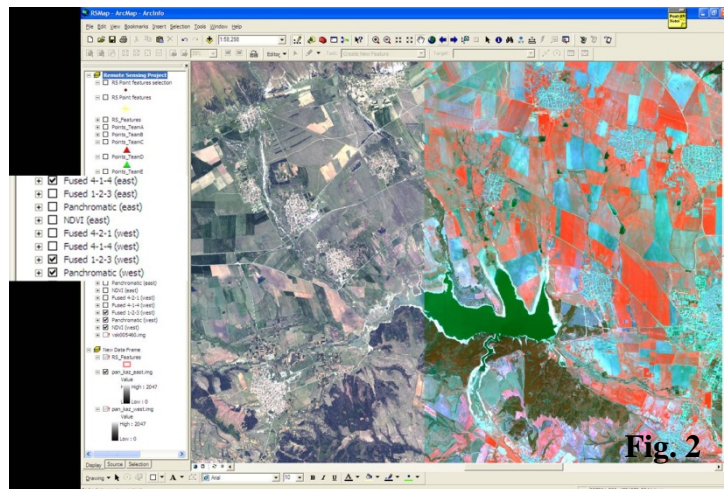 RSMap - ArcMap - ArcInfo
File Edit View Bookmarks Insert Selection Tools Window Help
1:58,298
Editor
Task: Create New Feature
Target:
Remote Sensing Project
RS Point features selection
RS Point features
RS_Features
Points_TeamA
Points_TeamB
Points_TeamC
Points_TeamD
Points_TeamE
Fused 4-1-4 (east)
Fused 1-2-3 (east)
Panchromatic (east)
NDVI (east)
Fused 4-2-1 (west)
Fused 4-1-4 (west)
Fused 1-2-3 (west)
Panchromatic (west)
Panchromatic (east)
NDVI (east)
Fused 4-2-1 (west)
Fused 4-1-4 (west)
Fused 1-2-3 (west)
Panchromatic (west)
NDVI (west)
New Data Frame
RS_Features
pan_kaz_east.img
Value
High : 2047
Low : 0
pan_kaz_west.img
Value
High : 2047
Low : 0
Fig. 2
Display Source Selection
Drawing
Arial
10
B I U A